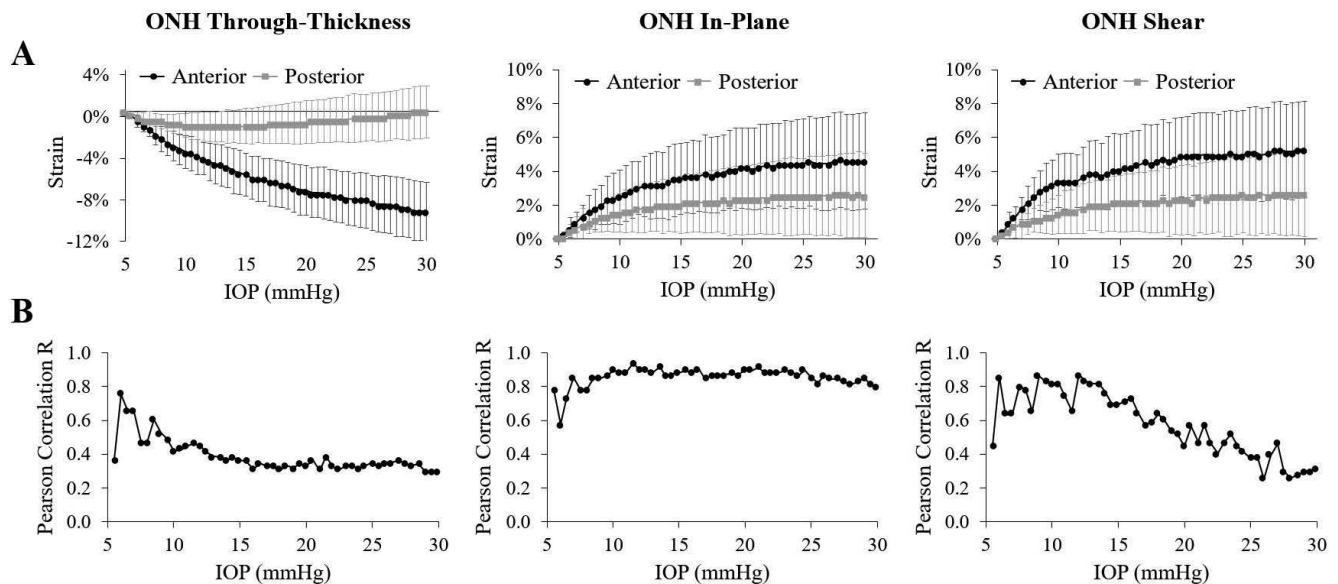 ONH Through-Thickness ONH In-Plane ONH Shear
A
Anterior Posterior
4%
0%
-4%
-8%
-12%
Strain
5 10 15 20 25 30
IOP (mmHg)
Anterior Posterior
10%
8%
6%
4%
2%
0%
Strain
5 10 15 20 25 30
IOP (mmHg)
Anterior Posterior
10%
8%
6%
4%
2%
0%
Strain
5 10 15 20 25 30
IOP (mmHg)
B
1.0
0.8
0.6
0.4
0.2
0.0
Pearson Correlation R
5 10 15 20 25 30
IOP (mmHg)
1.0
0.8
0.6
0.4
0.2
0.0
Pearson Correlation R
5 10 15 20 25 30
IOP (mmHg)
1.0
0.8
0.6
0.4
0.2
0.0
Pearson Correlation R
5 10 15 20 25 30
IOP (mmHg)